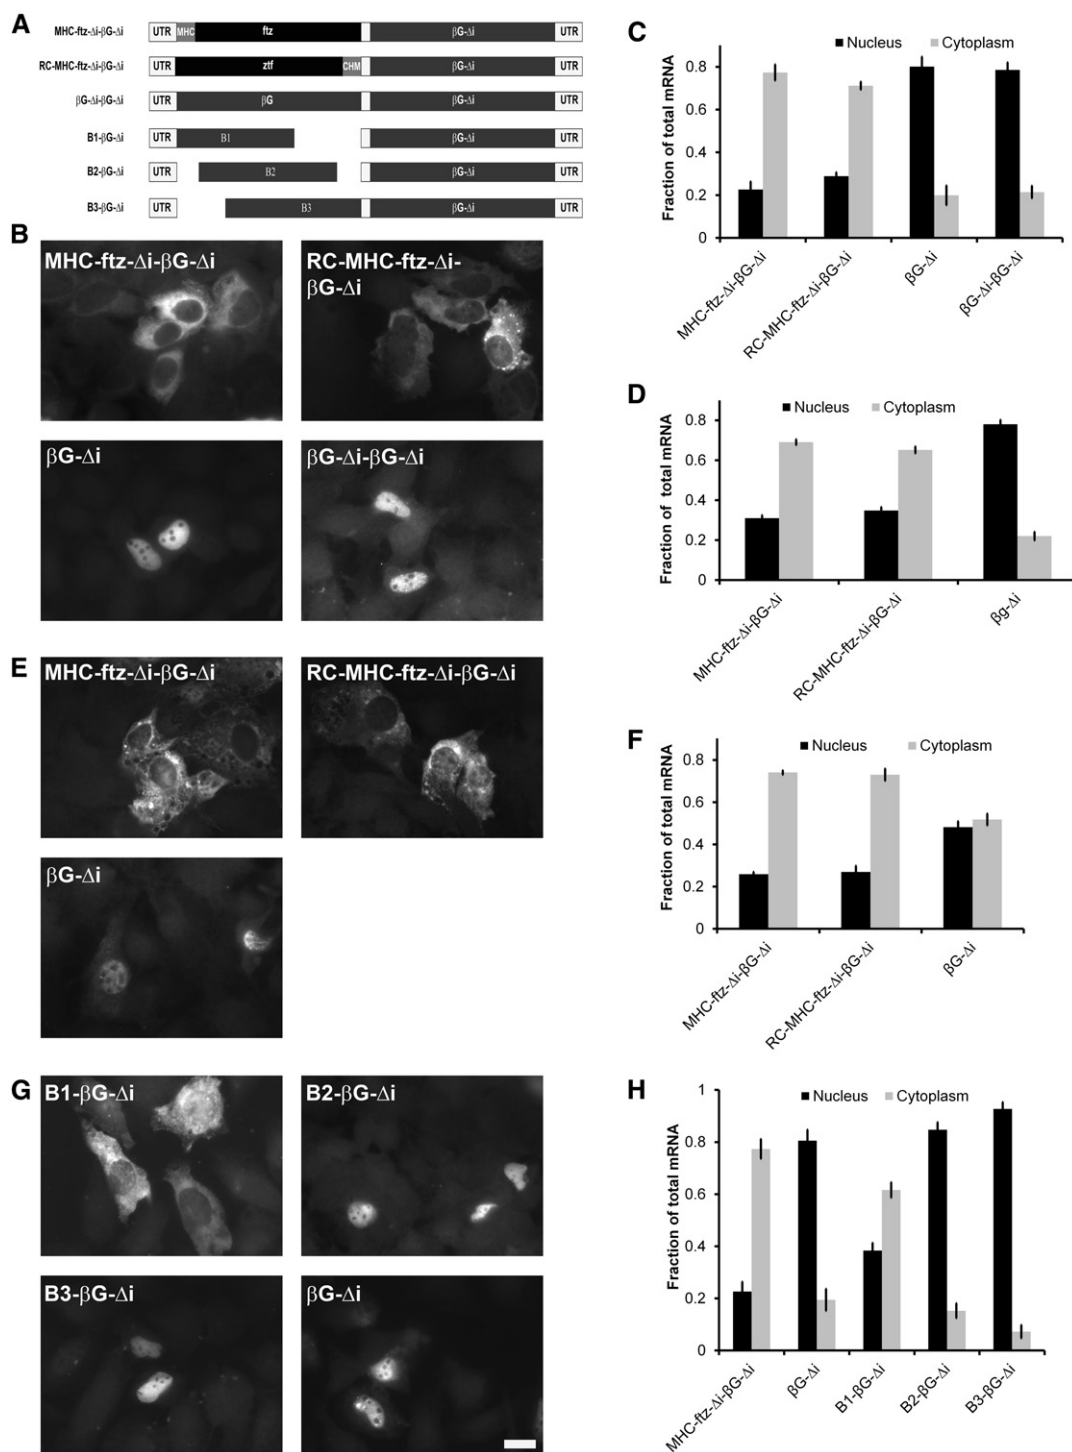 A
MHC-ftz-Δi-βG-Δi UTR MHC ftz βG-Δi UTR
RC-MHC-ftz-Δi-βG-Δi UTR ztf CHM βG-Δi UTR
βG-Δi-βG-Δi UTR βG βG-Δi UTR
B1-βG-Δi UTR B1 βG-Δi UTR
B2-βG-Δi UTR B2 βG-Δi UTR
B3-βG-Δi UTR B3 βG-Δi UTR
B
MHC-ftz-Δi-βG-Δi
RC-MHC-ftz-Δi-
βG-Δi
βG-Δi
βG-Δi-βG-Δi
C
Nucleus Cytoplasm
Fraction of total mRNA
0.8
0.6
0.4
0.2
0
MHC-ftz-Δi-βG-Δi
RC-MHC-ftz-Δi-βG-Δi
βG-Δi
βG-Δi-βG-Δi
D
Nucleus Cytoplasm
Fraction of total mRNA
0.8
0.6
0.4
0.2
0
MHC-ftz-Δi-βG-Δi
RC-MHC-ftz-Δi-βG-Δi
βg-Δi
E
MHC-ftz-Δi-βG-Δi
RC-MHC-ftz-Δi-βG-Δi
βG-Δi
F
Nucleus Cytoplasm
Fraction of total mRNA
0.8
0.6
0.4
0.2
0
MHC-ftz-Δi-βG-Δi
RC-MHC-ftz-Δi-βG-Δi
βG-Δi
G
B1-βG-Δi
B2-βG-Δi
B3-βG-Δi
βG-Δi
H
Nucleus Cytoplasm
Fraction of total mRNA
1
0.8
0.6
0.4
0.2
0
MHC-ftz-Δi-βG-Δi
βG-Δi
B1-βG-Δi
B2-βG-Δi
B3-βG-Δi